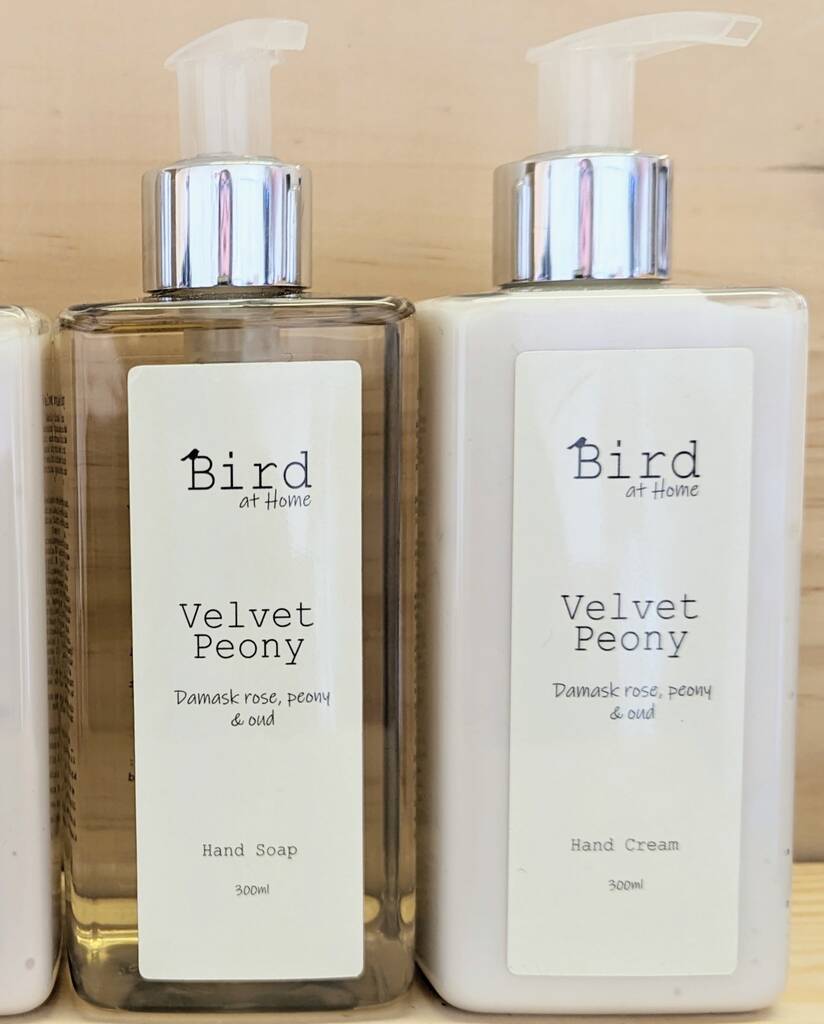 Bird
at Home
Velvet
Peony
Damask rose, peony
& oud
Hand Soap
300ml
Bird
at Home
Velvet
Peony
Damask rose, peony
& oud
Hand Cream
300ml